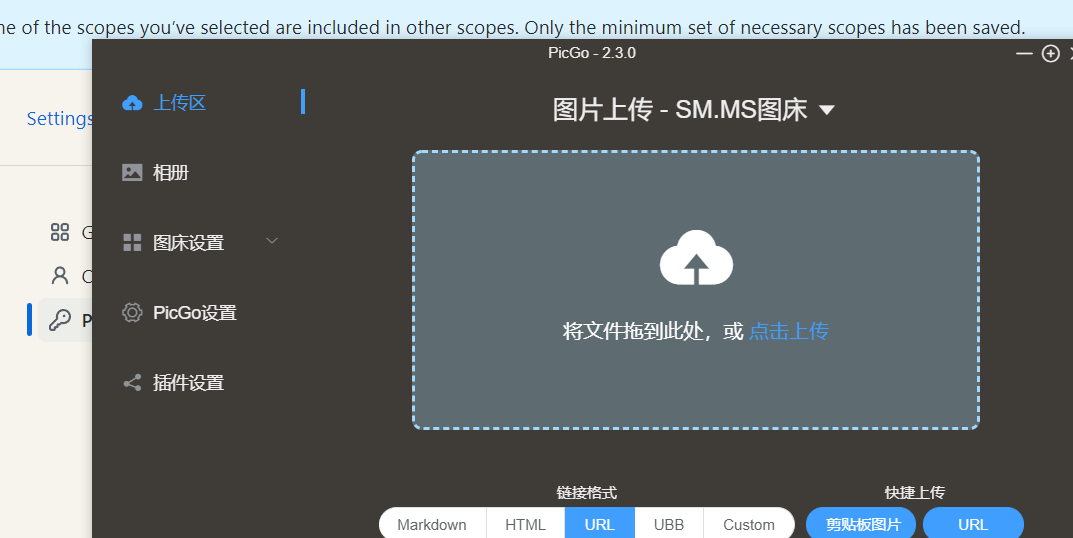 of the scopes you’ve selected are included in other scopes. Only the minimum set of necessary scopes has been saved.
PicGo - 2.3.0
Settings
上传区
相册
图床设置
PicGo设置
插件设置
图片上传 - SM.MS图床
将文件拖到此处，或 点击上传
链接格式
快捷上传
Markdown
HTML
URL
UBB
Custom
剪贴板图片
URL